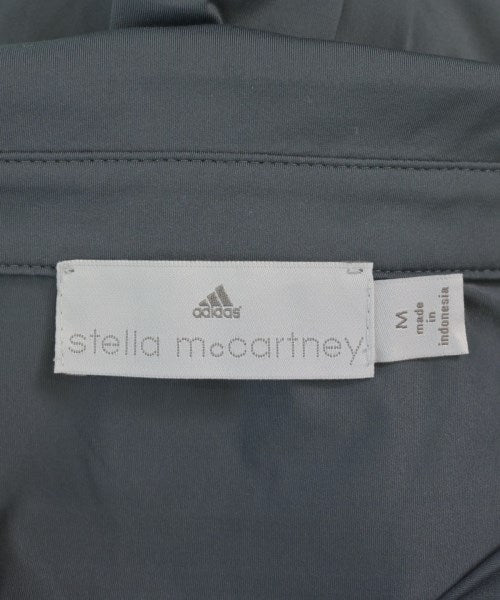 adidas
stella mccartney
M
made
in
indonesia